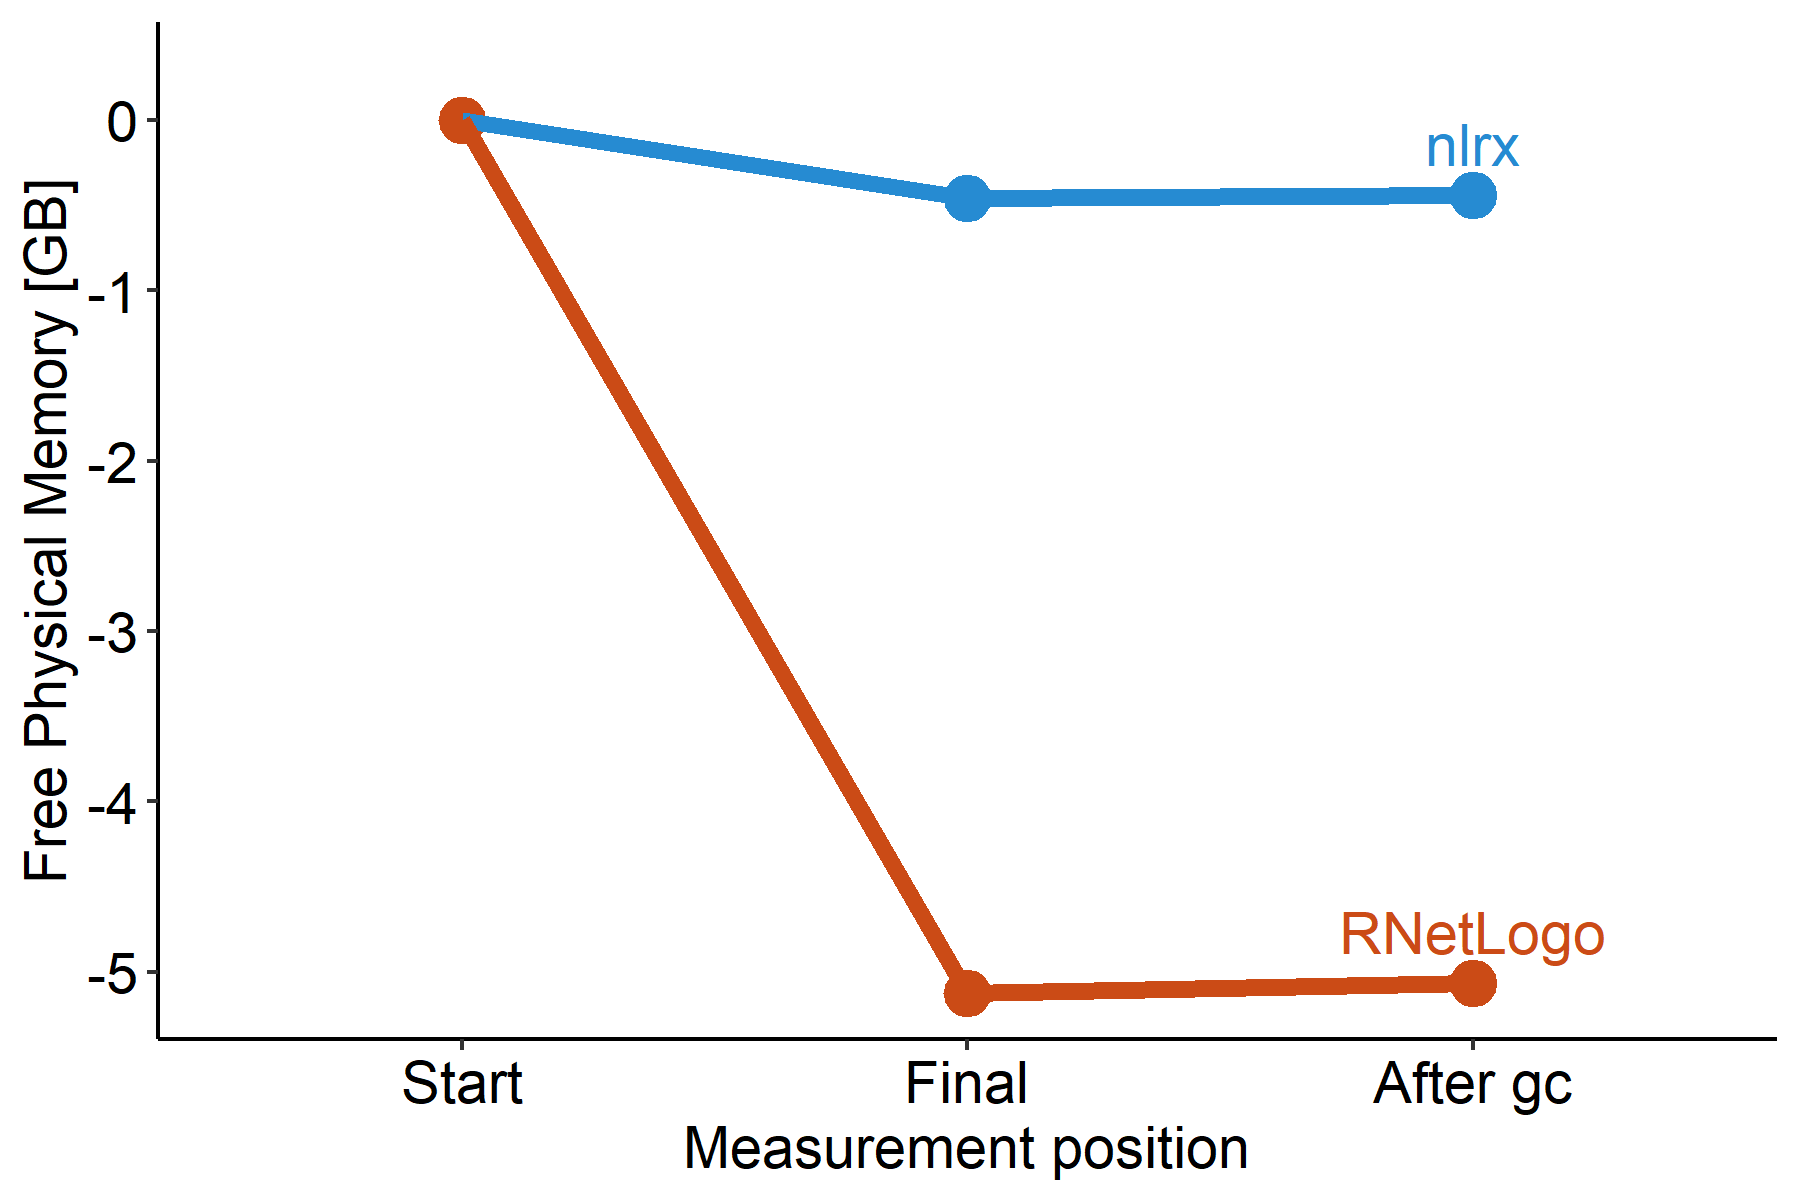 Free Physical Memory [GB]
0
-1
-2
-3
-4
-5
nlrx
RNetLogo
Start
Final
After gc
Measurement position